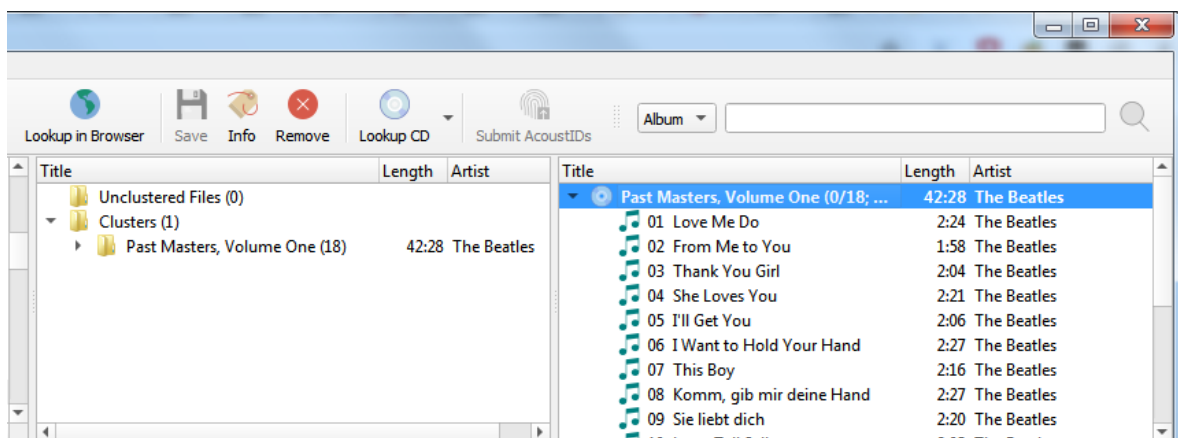 Lookup in Browser Save Info Remove Lookup CD Submit AcoustIDs Album
Title Length Artist
Unclustered Files (0)
Clusters (1)
Past Masters, Volume One (18) 42:28 The Beatles
Title Length Artist
Past Masters, Volume One (0/18; ... 42:28 The Beatles
01 Love Me Do 2:24 The Beatles
02 From Me to You 1:58 The Beatles
03 Thank You Girl 2:04 The Beatles
04 She Loves You 2:21 The Beatles
05 I'll Get You 2:06 The Beatles
06 I Want to Hold Your Hand 2:27 The Beatles
07 This Boy 2:16 The Beatles
08 Komm, gib mir deine Hand 2:27 The Beatles
09 Sie liebt dich 2:20 The Beatles